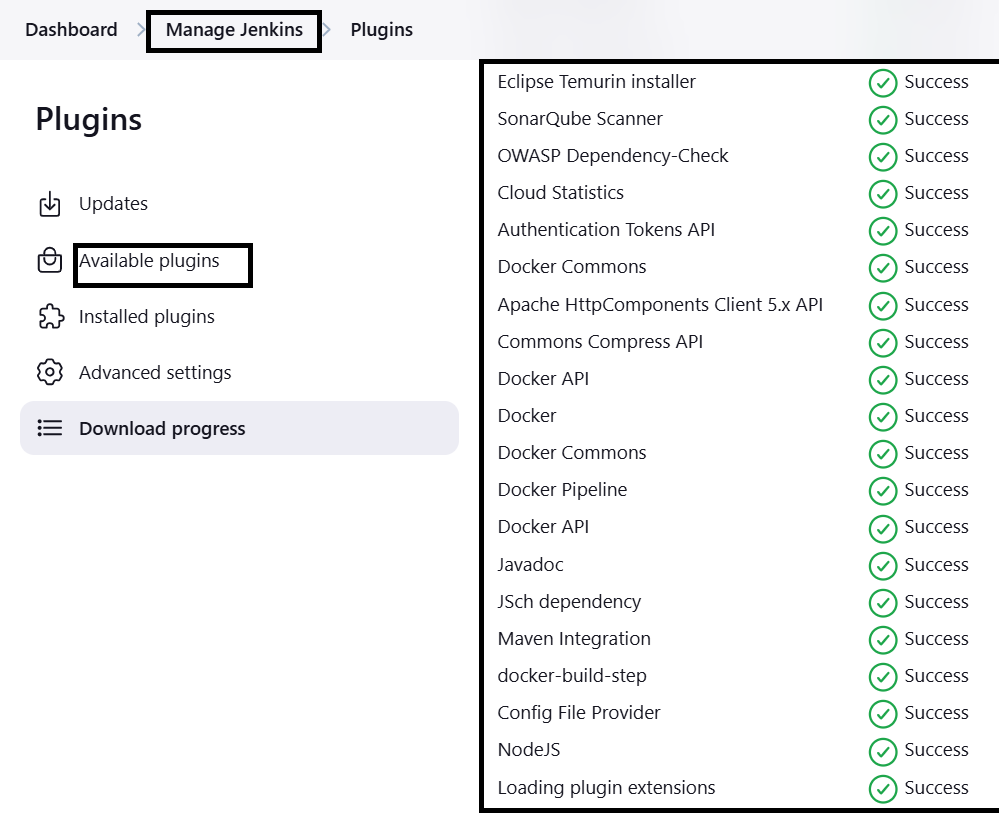 Dashboard Manage Jenkins Plugins
Plugins
Updates
Available plugins
Installed plugins
Advanced settings
Download progress
Eclipse Temurin installer Success
SonarQube Scanner Success
OWASP Dependency-Check Success
Cloud Statistics Success
Authentication Tokens API Success
Docker Commons Success
Apache HttpComponents Client 5.x API Success
Commons Compress API Success
Docker API Success
Docker Success
Docker Commons Success
Docker Pipeline Success
Docker API Success
Javadoc Success
JSch dependency Success
Maven Integration Success
docker-build-step Success
Config File Provider Success
NodeJS Success
Loading plugin extensions Success